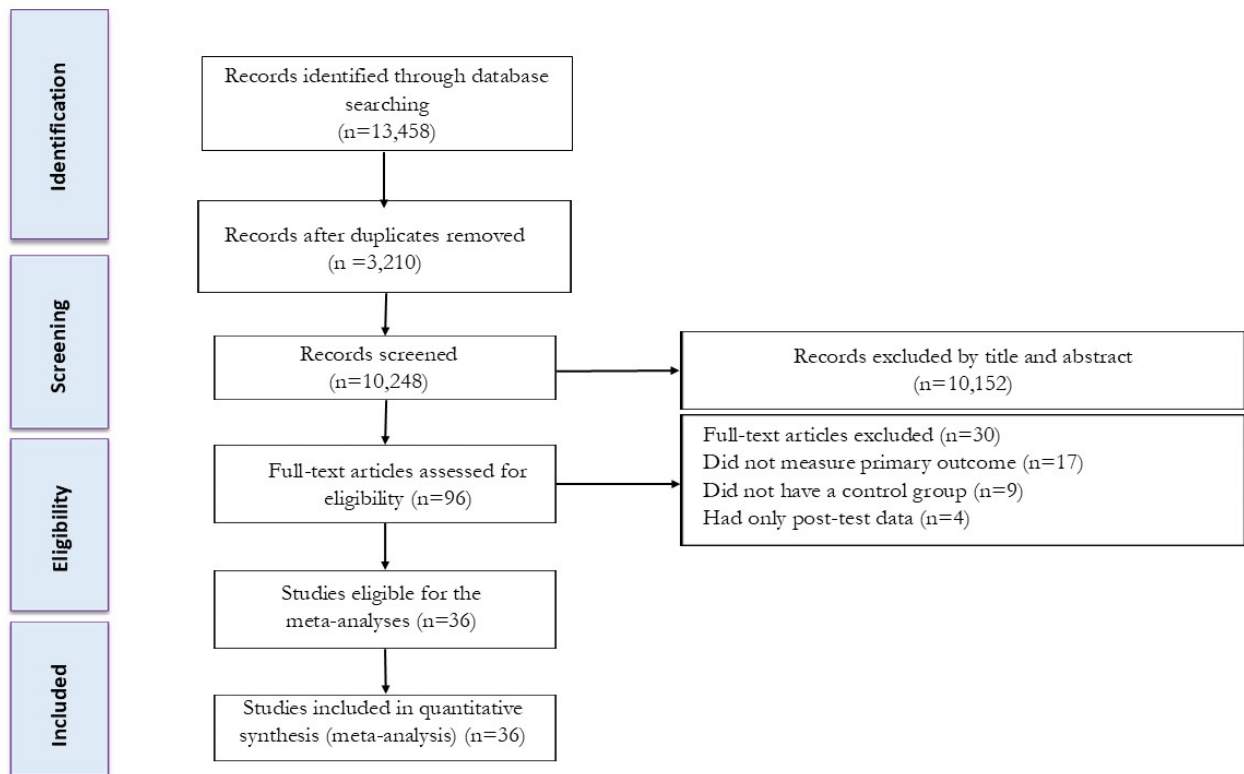 Identification
Records identified through database
searching
(n=13,458)
Records after duplicates removed
(n =3,210)
Screening
Records screened
(n=10,248)
Records excluded by title and abstract
(n=10,152)
Eligibility
Full-text articles assessed for
eligibility (n=96)
Full-text articles excluded (n=30)
Did not measure primary outcome (n=17)
Did not have a control group (n=9)
Had only post-test data (n=4)
Studies eligible for the
meta-analyses (n=36)
Included
Studies included in quantitative
synthesis (meta-analysis) (n=36)